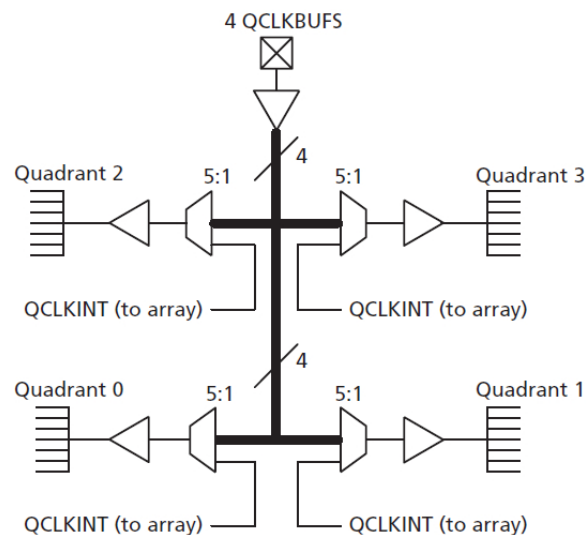 4 QCLKBUFS
4
Quadrant 2
5:1
5:1
Quadrant 3
QCLKINT (to array)
QCLKINT (to array)
4
Quadrant 0
5:1
5:1
Quadrant 1
QCLKINT (to array)
QCLKINT (to array)